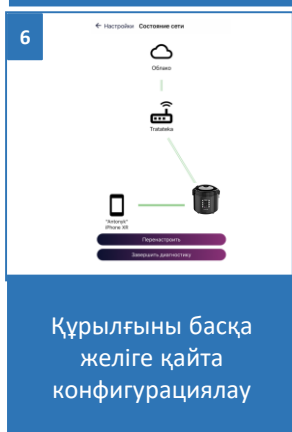 6
← Настройки Состояние сети
Облако
Tratateka
"Antonyk"
iPhone XR
Перенастроить
Завершить диагностику
Құрылғыны басқа
желіге қайта
конфигурациялау